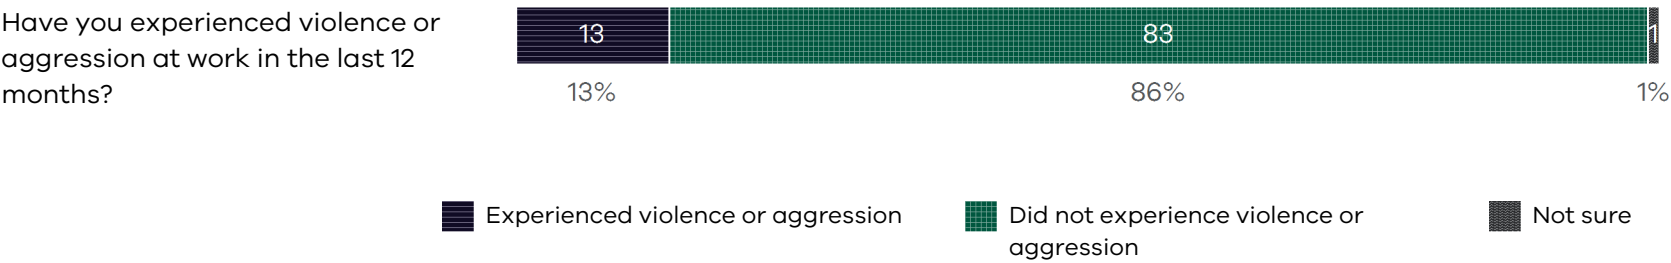 Have you experienced violence or
aggression at work in the last 12
months?
13 83 1
13% 86% 1%
Experienced violence or aggression
Did not experience violence or
aggression
Not sure